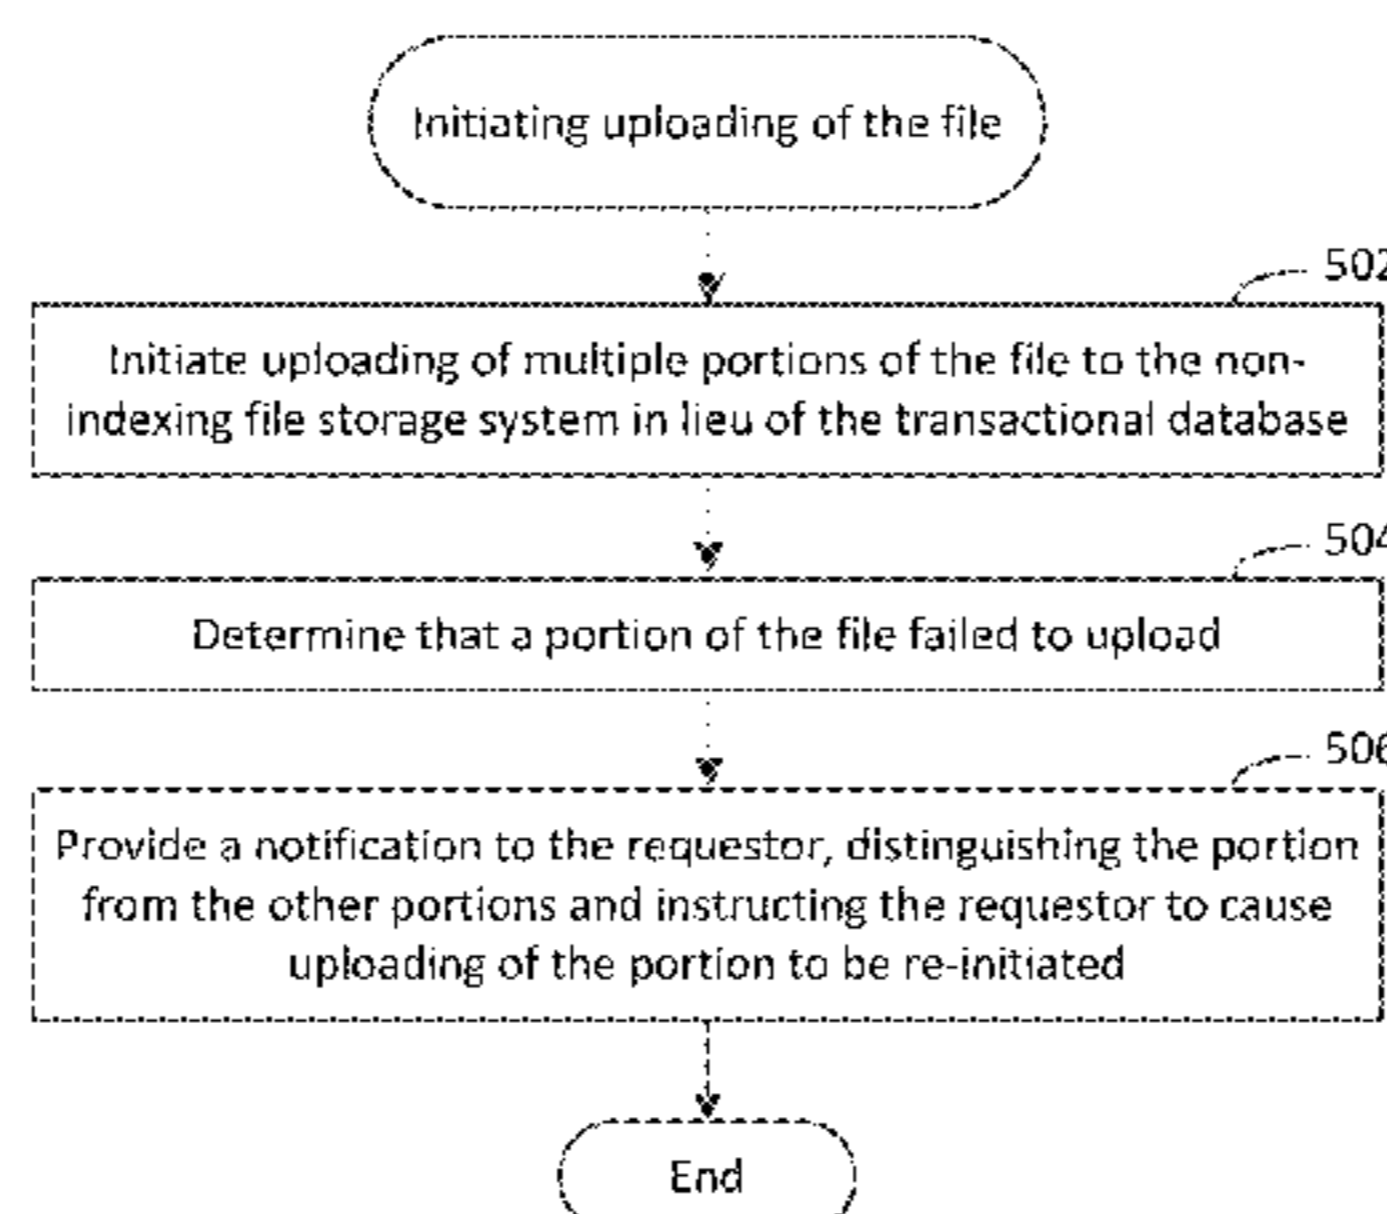 Initiating uploading of the file
502
Initiate uploading of multiple portions of the file to the non-
indexing file storage system in lieu of the transactional database
504
Determine that a portion of the file failed to upload
506
Provide a notification to the requestor, distinguishing the portion
from the other portions and instructing the requestor to cause
uploading of the portion to be re-initiated
End